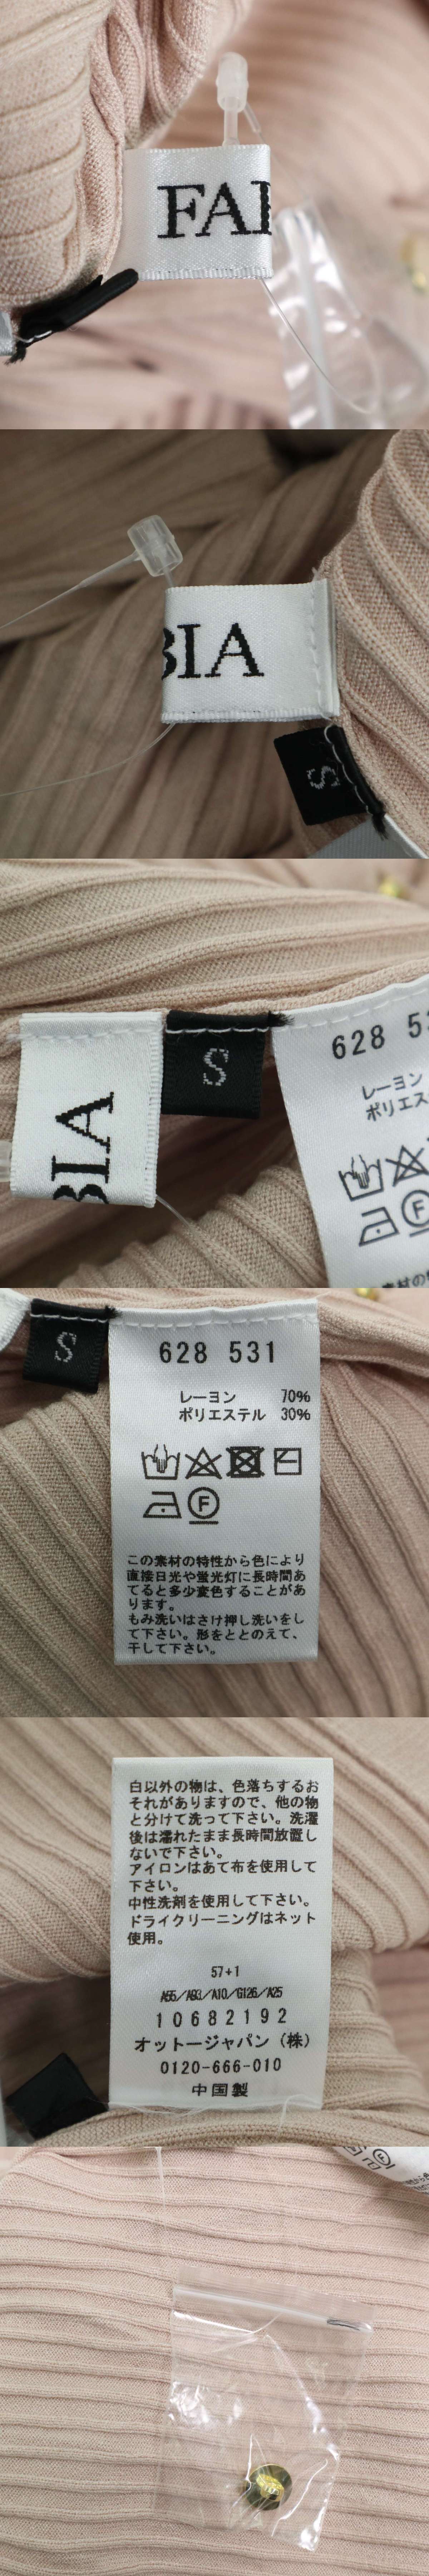 FAB
BIA
S
BIA
S
628 53
レーヨン
ポリエス
F
素材の
S
628 531
レーヨン 70%
ポリエステル 30%
F
この素材の特性から色により
直接日光や蛍光灯に長時間あ
てると多少変色することがあ
ります。
もみ洗いはさけ押し洗いをし
て下さい。形をととのえて、
干して下さい。
白以外の物は、色落ちするお
それがありますので、他の物
と分けて洗って下さい。洗濯
後は濡れたまま長時間放置し
ないで下さい。
アイロンはあて布を使用して
下さい。
中性洗剤を使用して下さい。
ドライクリーニングはネット
使用。
57+1
A55/A93/A10/G126/A25
10682192
オットージャパン（株）
0120-666-010
中国製